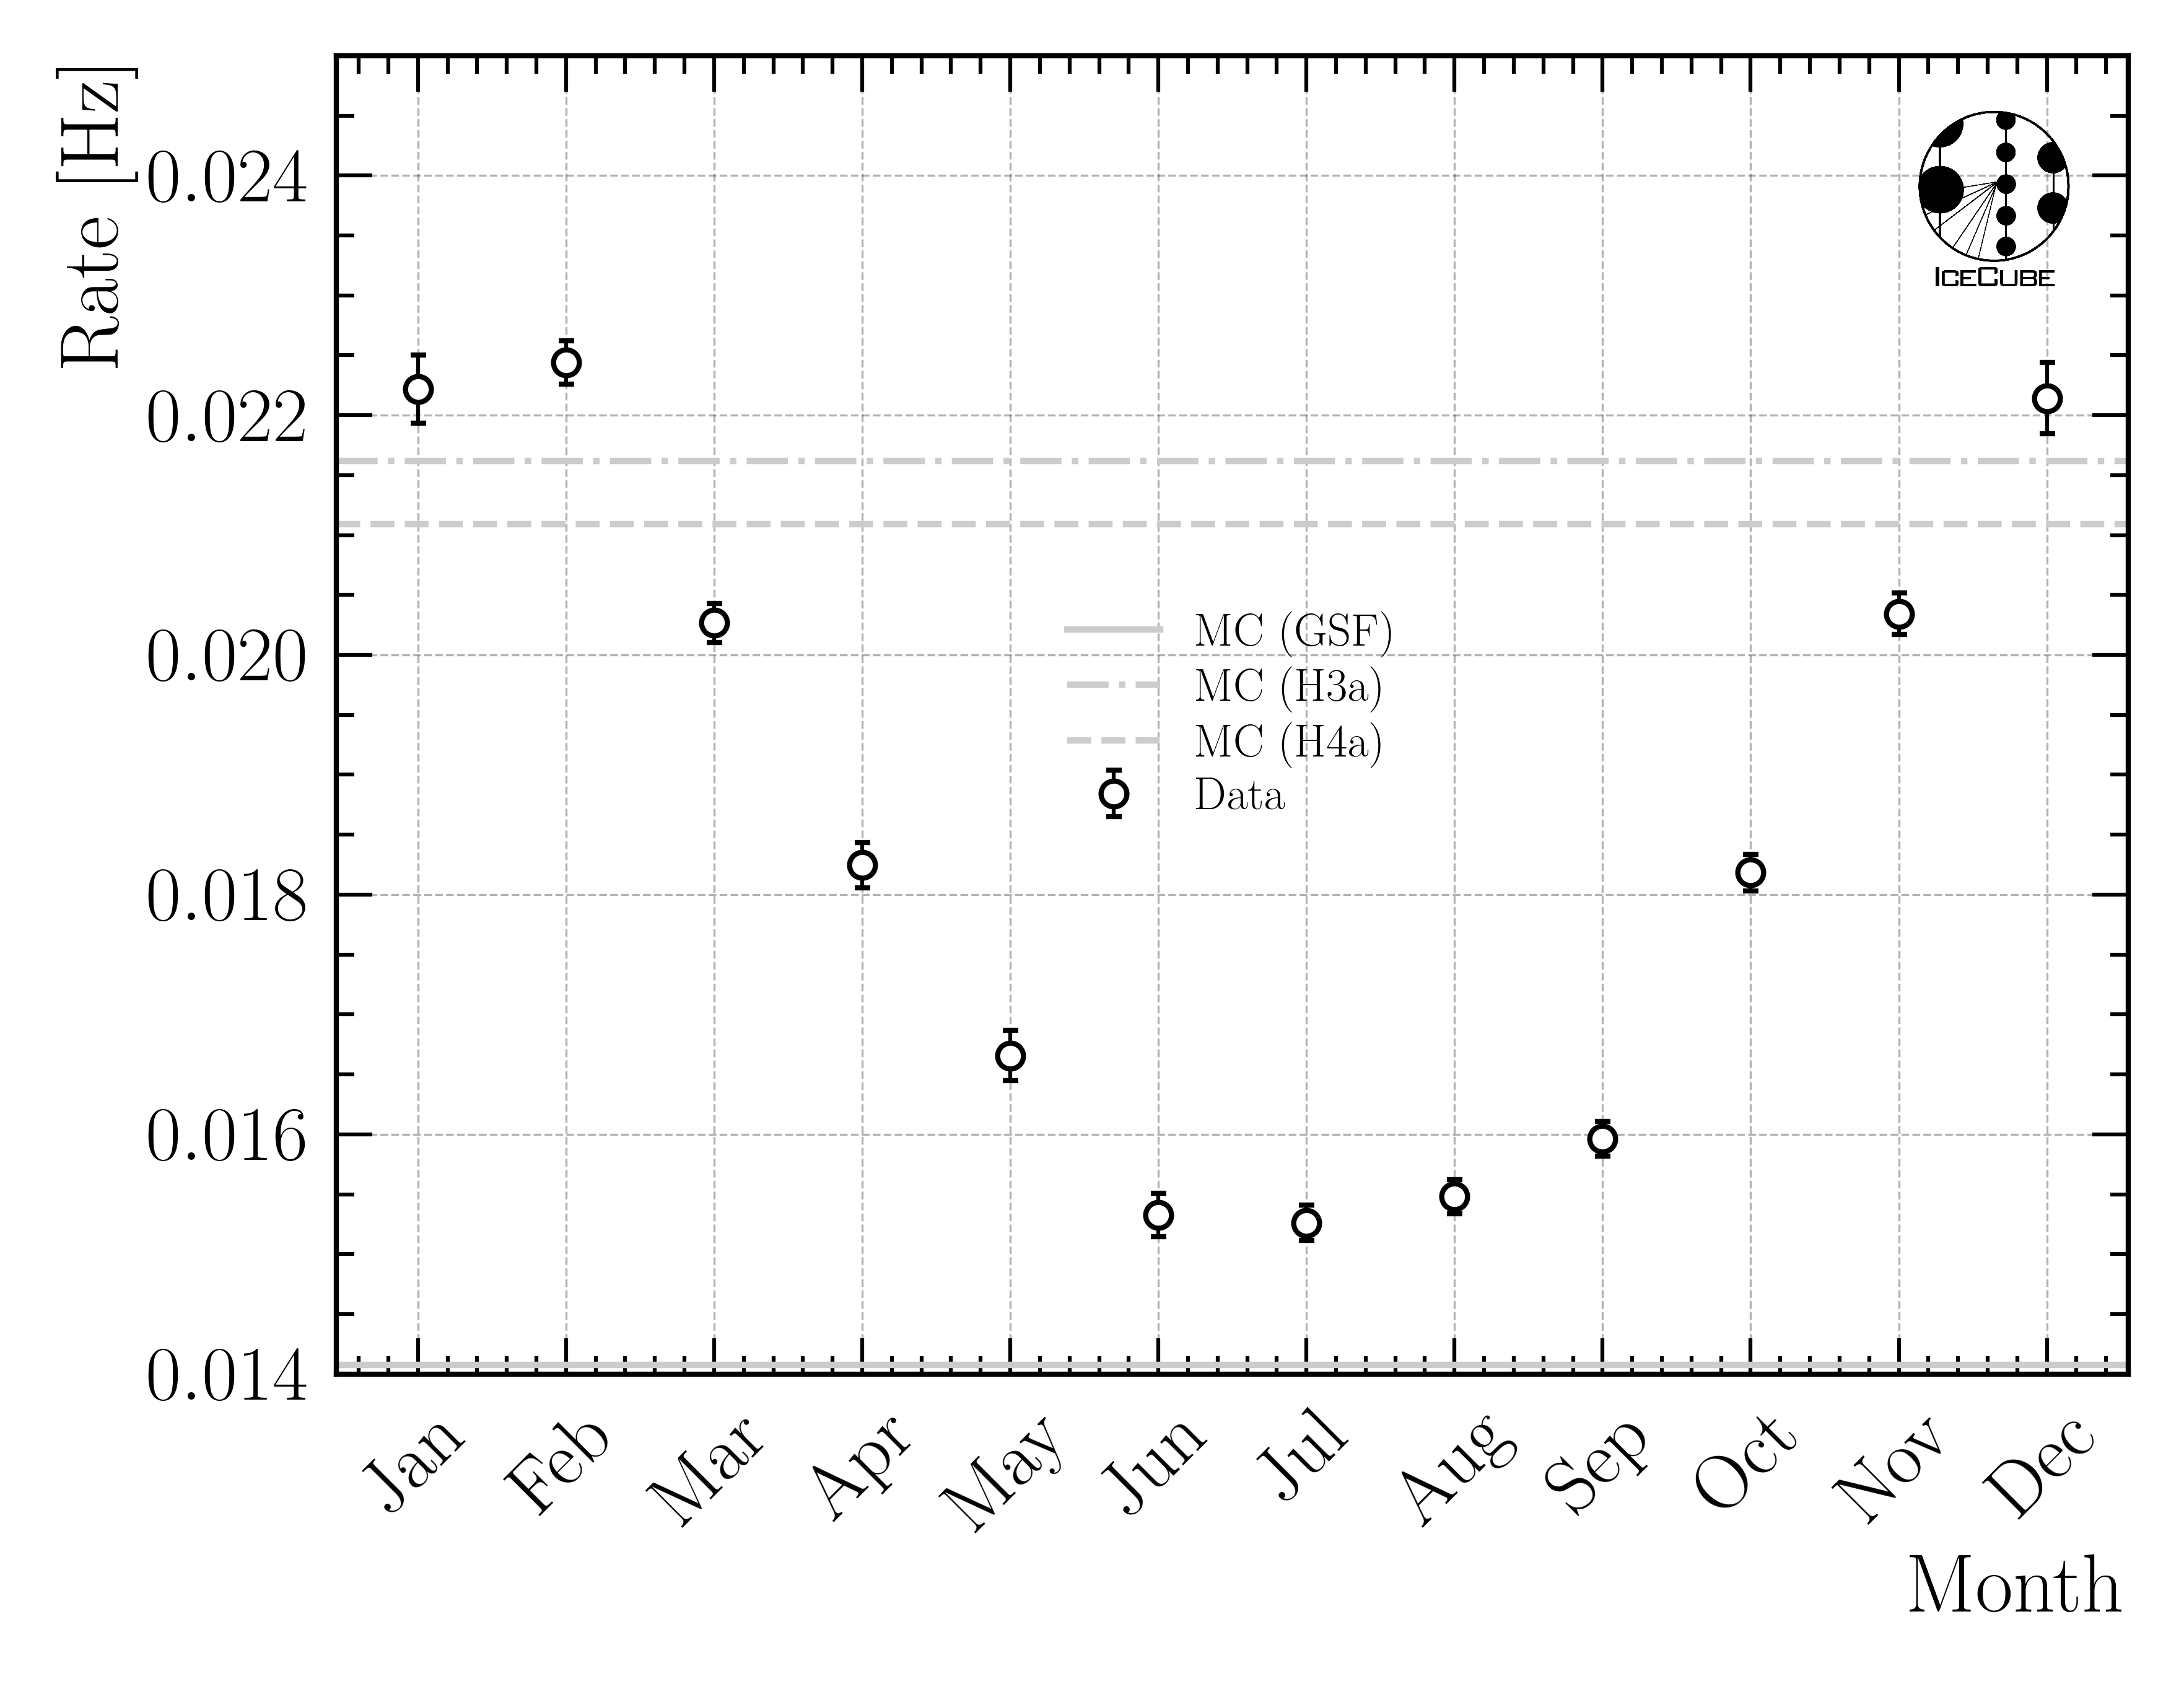 Rate [Hz]
0.024
0.022
0.020
0.018
0.016
0.014
ICECUBE
MC (GSF)
MC (H3a)
MC (H4a)
Data
Jan
Feb
Mar
Apr
May
Jun
Jul
Aug
Sep
Oct
Nov
Dec
Month